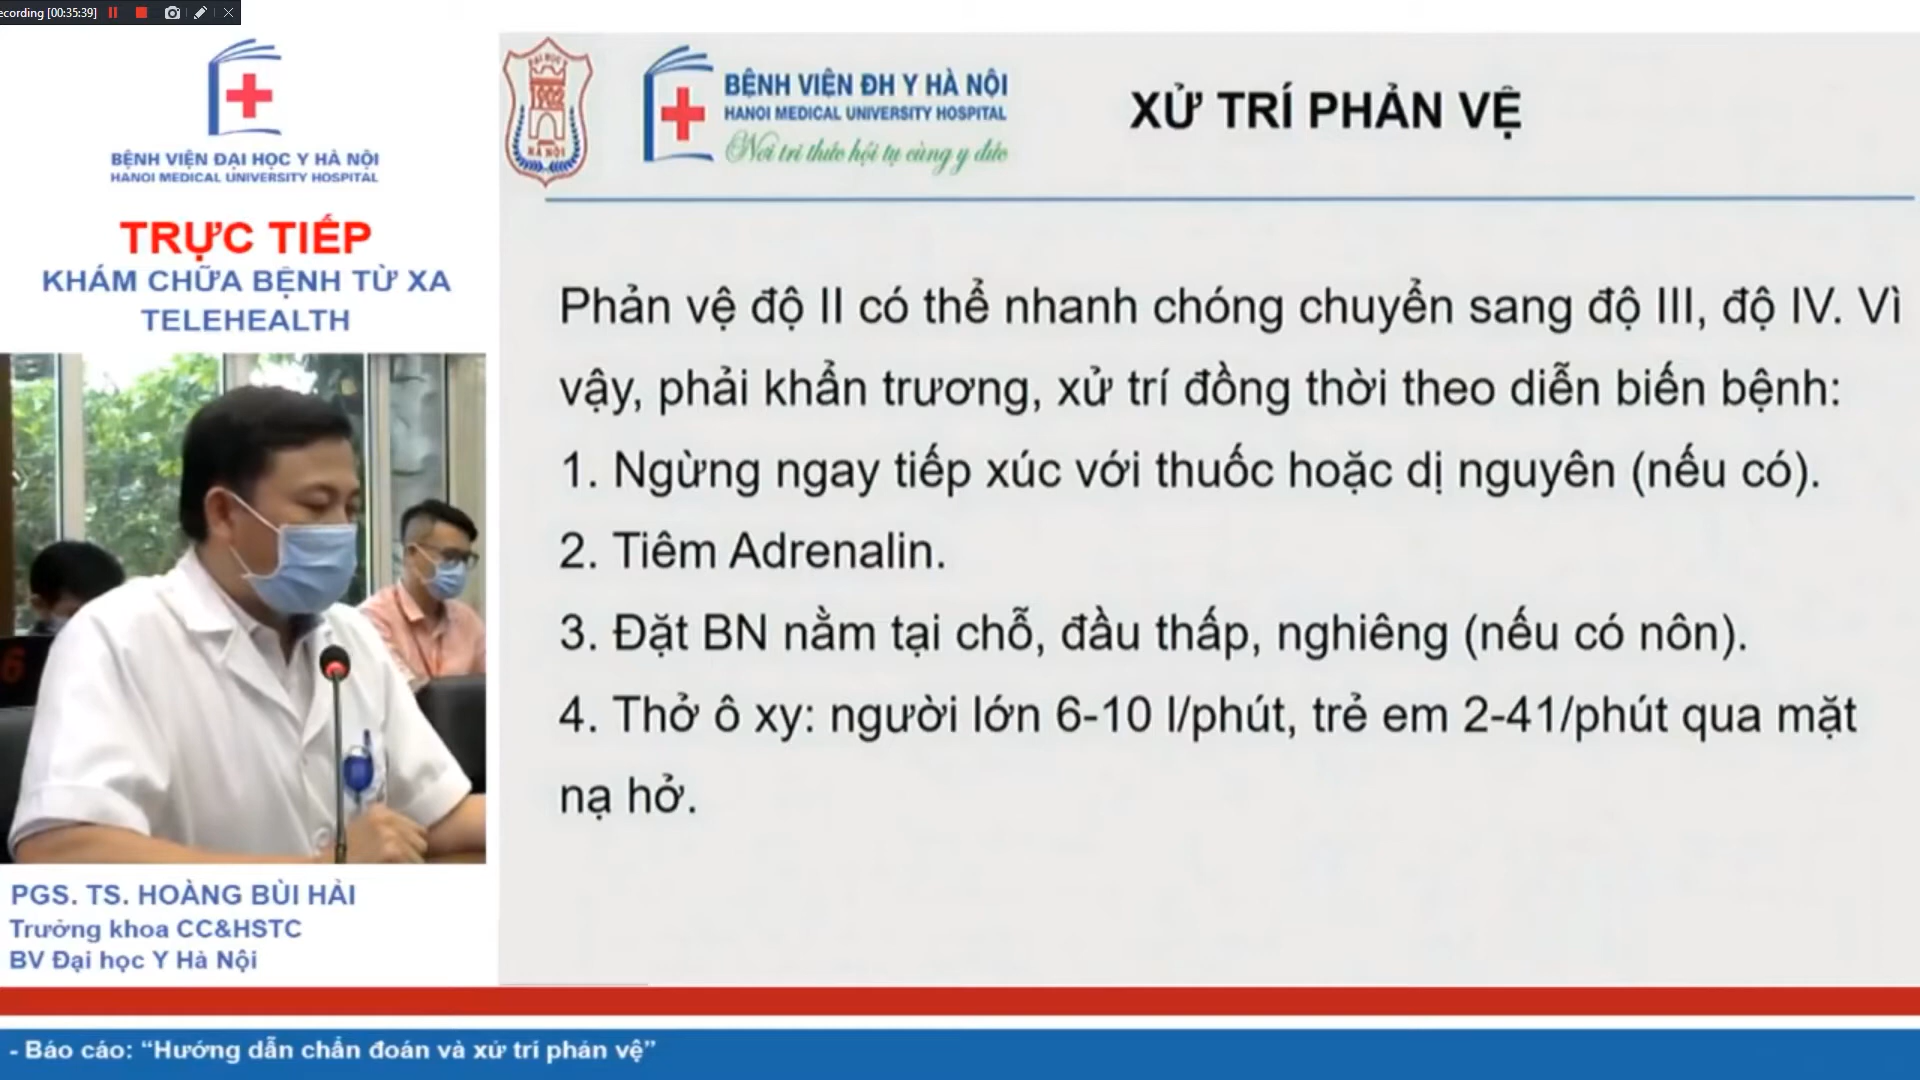 ecording [00:35:39]
BỆNH VIỆN ĐẠI HỌC Y HÀ NỘI
HANOI MEDICAL UNIVERSITY HOSPITAL
TRỰC TIẾP
KHÁM CHỮA BỆNH TỪ XA
TELEHEALTH
6
PGS. TS. HOÀNG BÙI HẢI
Trưởng khoa CC&HSTC
BV Đại học Y Hà Nội
ĐẠI HỌC Y
1902
HÀ NỘI
BỆNH VIỆN ĐH Y HÀ NỘI
HANOI MEDICAL UNIVERSITY HOSPITAL
Nơi tri thức hội tụ cùng y đức
XỬ TRÍ PHẢN VỆ
Phản vệ độ II có thể nhanh chóng chuyển sang độ III, độ IV. Vì
vậy, phải khẩn trương, xử trí đồng thời theo diễn biến bệnh:
1. Ngừng ngay tiếp xúc với thuốc hoặc dị nguyên (nếu có).
2. Tiêm Adrenalin.
3. Đặt BN nằm tại chỗ, đầu thấp, nghiêng (nếu có nôn).
4. Thở ô xy: người lớn 6-10 l/phút, trẻ em 2-41/phút qua mặt
nạ hở.
- Báo cáo: “Hướng dẫn chẩn đoán và xử trí phản vệ”